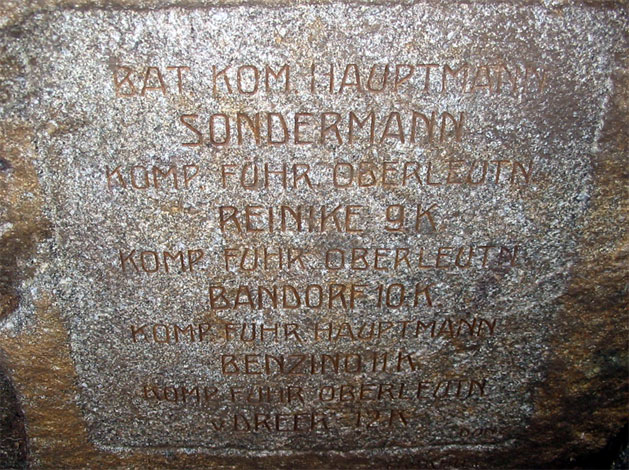 BAT. KOM. HAUPTMANN
SONDERMANN
KOMP. FÜHR. OBERLEUTN.
REINIKE 9.K.
KOMP. FÜHR. OBERLEUTN.
BANDORF 10.K.
KOMP. FÜHR. HAUPTMANN
BENZINO 11.K.
KOMP. FÜHR. OBERLEUTN.
12.K.